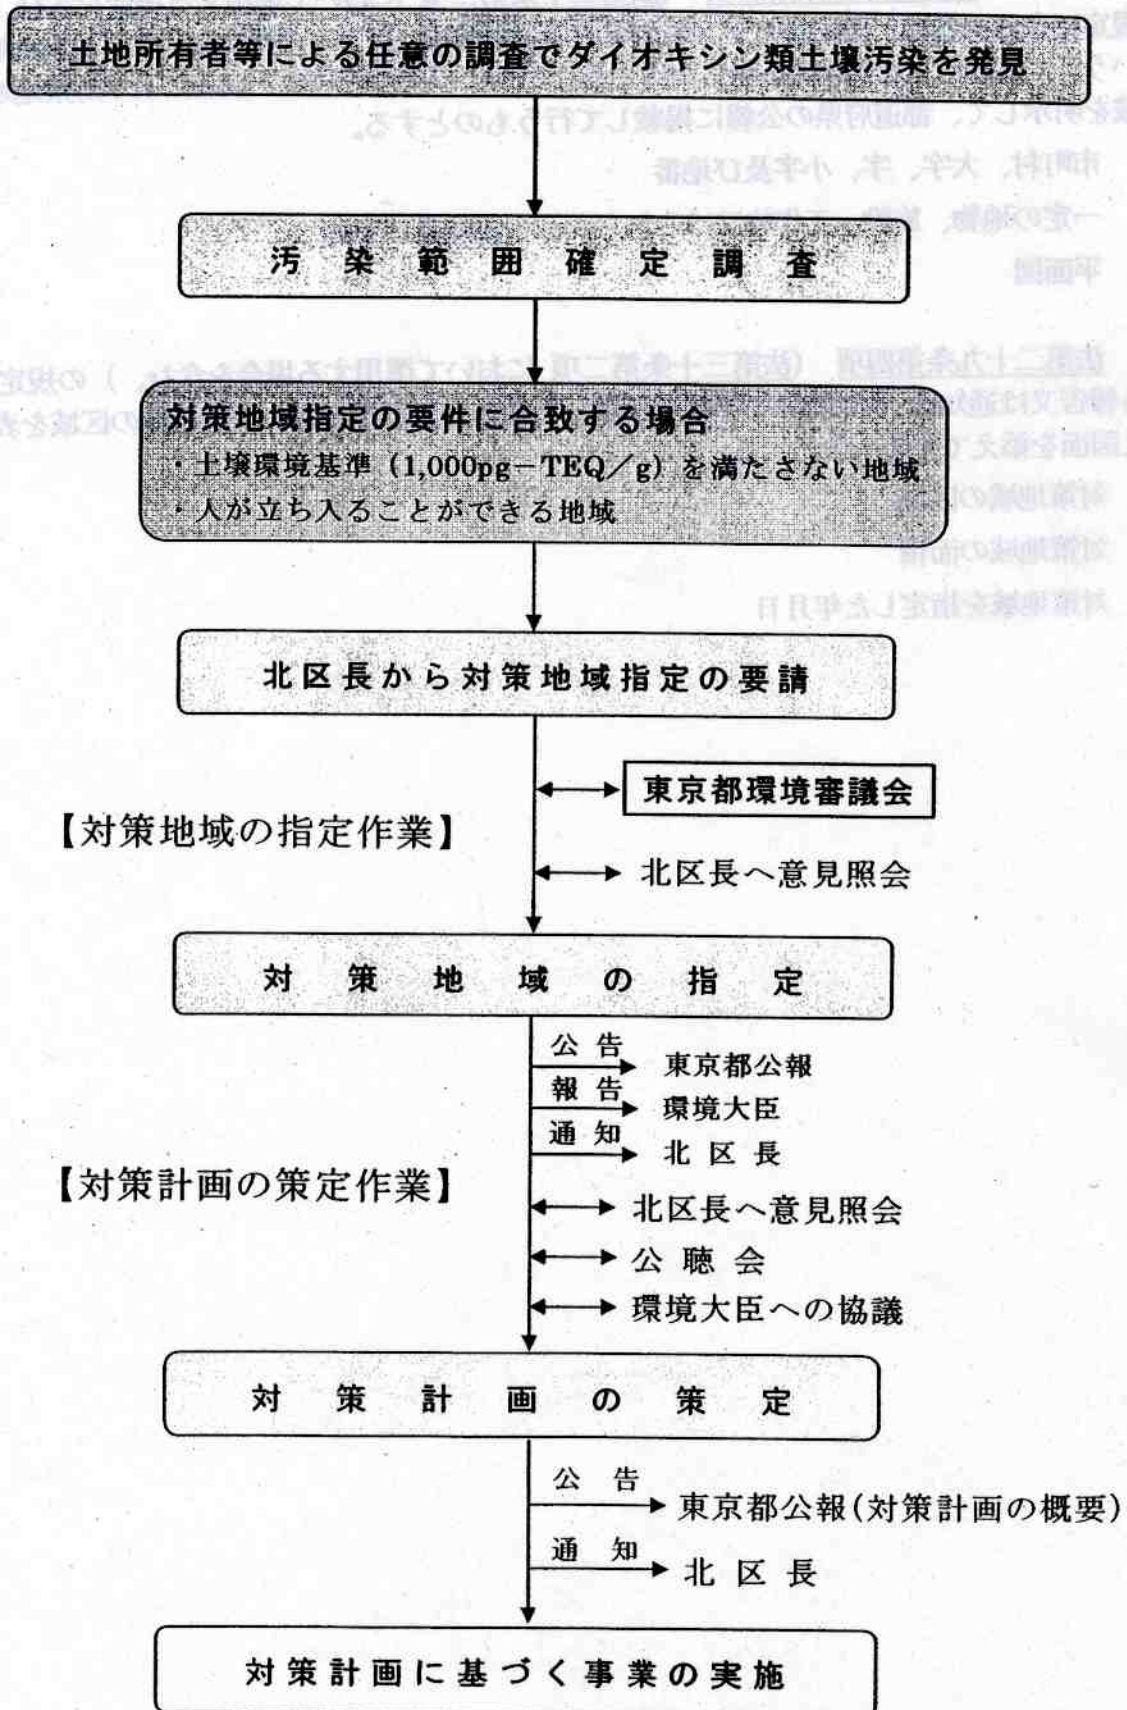 土地所有者等による任意の調査でダイオキシン類土壌汚染を発見
汚染範囲確定調査
対策地域指定の要件に合致する場合
・土壌環境基準（1,000pg－TEQ／g）を満たさない地域
・人が立ち入ることができる地域
北区長から対策地域指定の要請
東京都環境審議会
【対策地域の指定作業】
北区長へ意見照会
対策地域の指定
公告
東京都公報
報告
環境大臣
通知
北区長
【対策計画の策定作業】
北区長へ意見照会
公聴会
環境大臣への協議
対策計画の策定
公告
東京都公報(対策計画の概要)
通知
北区長
対策計画に基づく事業の実施